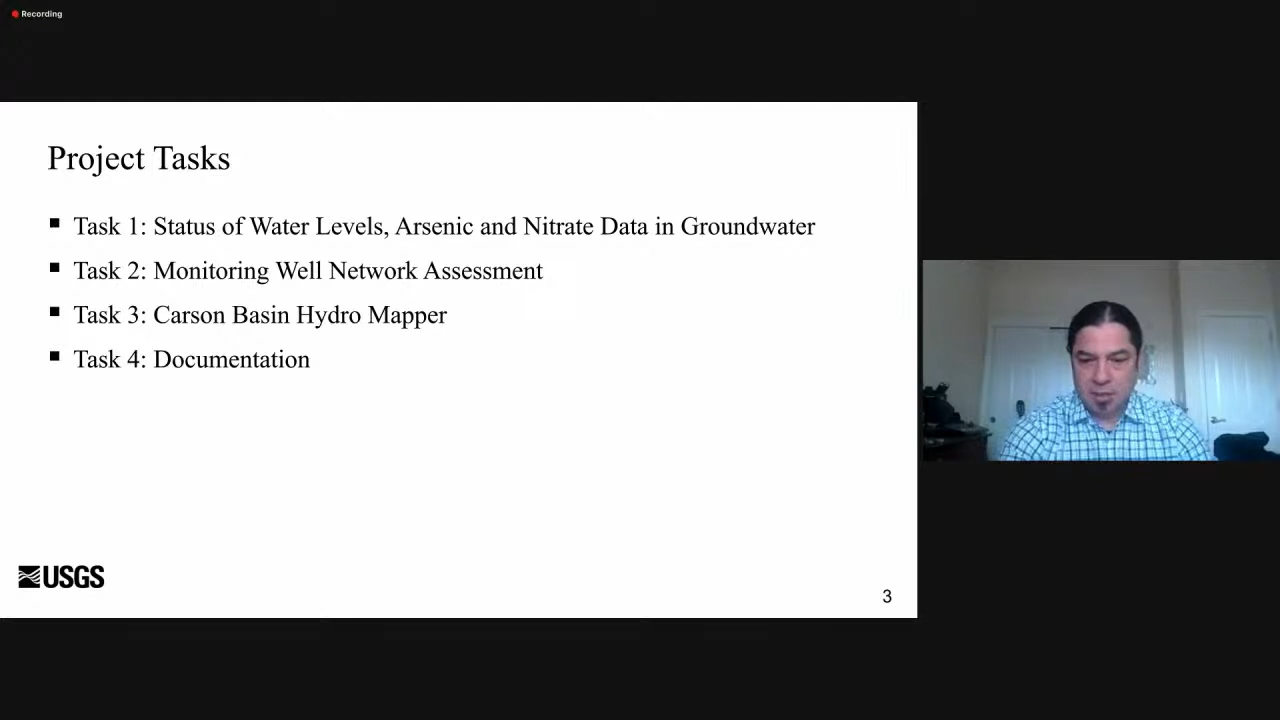 Recording
Project Tasks
Task 1: Status of Water Levels, Arsenic and Nitrate Data in Groundwater
Task 2: Monitoring Well Network Assessment
Task 3: Carson Basin Hydro Mapper
Task 4: Documentation
USGS
3